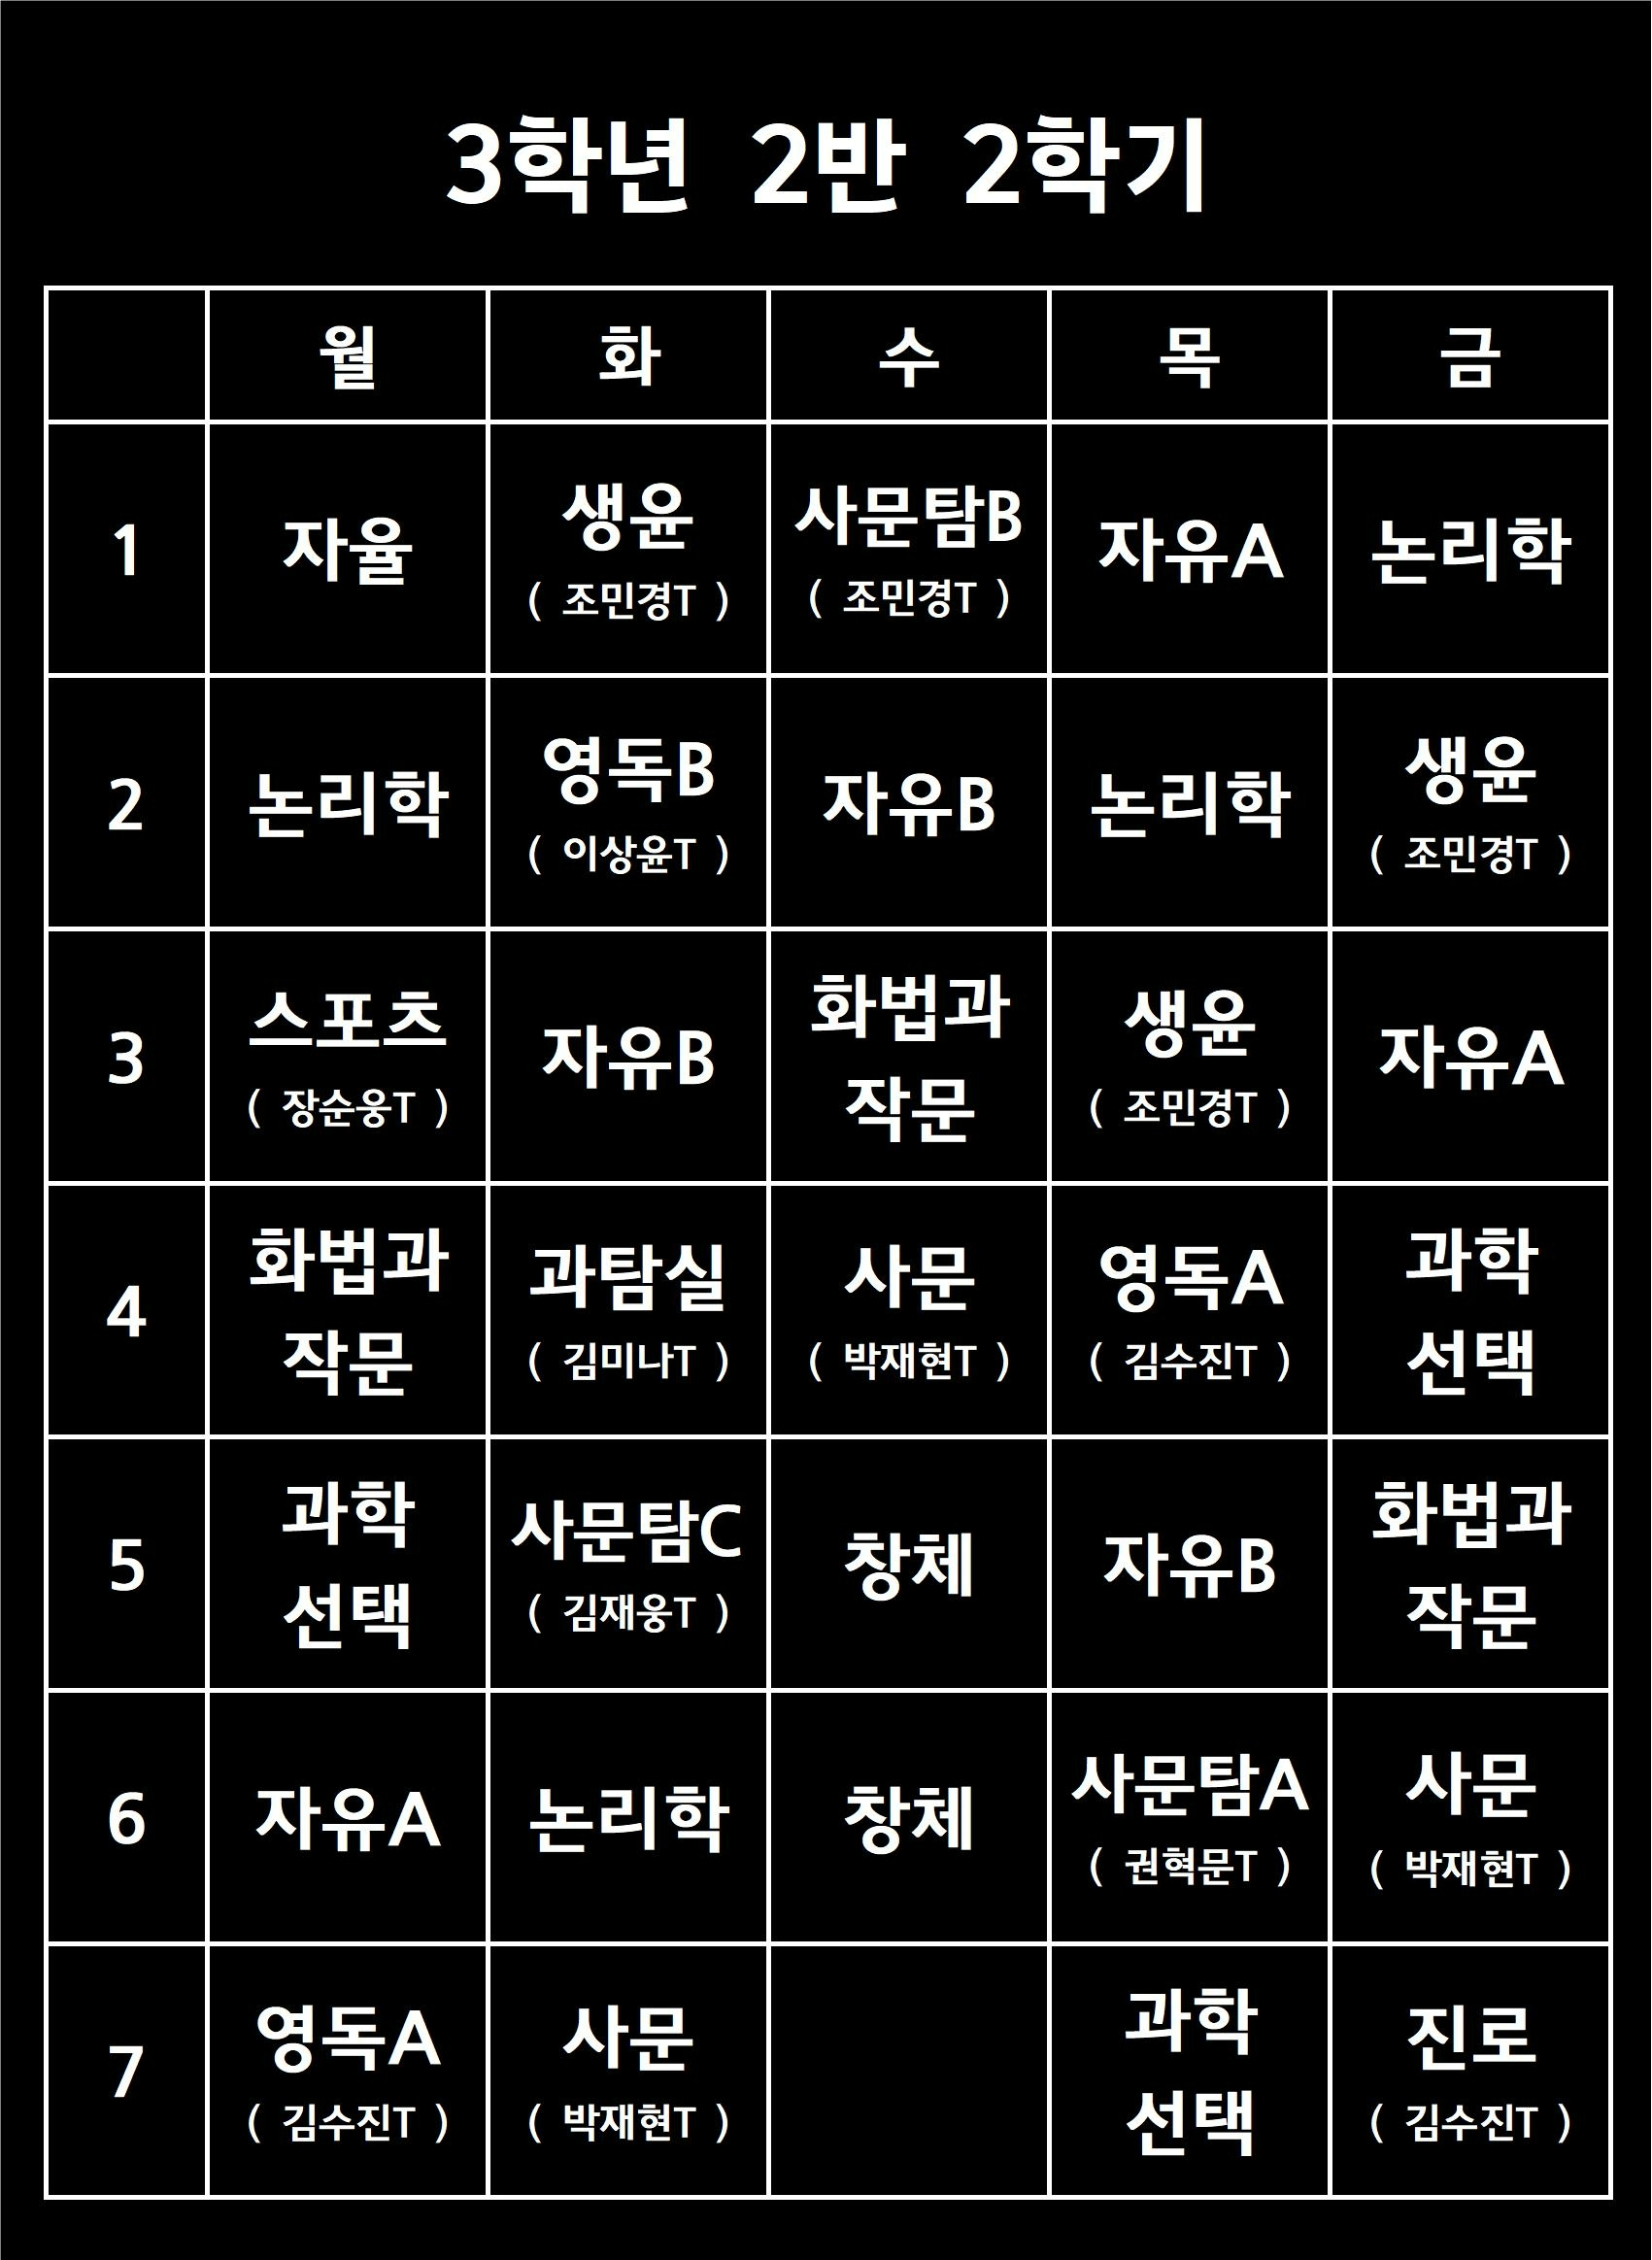 3학년 2반 2학기
월 화 수 목 금
1 자율 생윤 사문탐B 자유A 논리학
( 조민경T ) ( 조민경T )
2 논리학 영독B 자유B 논리학 생윤
( 이상윤T ) ( 조민경T )
3 스포츠 자유B 화법과 생윤 자유A
( 장순웅T ) 작문 ( 조민경T )
4 화법과 과탐실 사문 영독A 과학
작문 ( 김미나T ) ( 박재현T ) ( 김수진T ) 선택
5 과학 사문탐C 창체 자유B 화법과
선택 ( 김재웅T ) 작문
6 자유A 논리학 창체 사문탐A 사문
( 권혁문T ) ( 박재현T )
7 영독A 사문 과학 진로
( 김수진T ) ( 박재현T ) 선택 ( 김수진T )